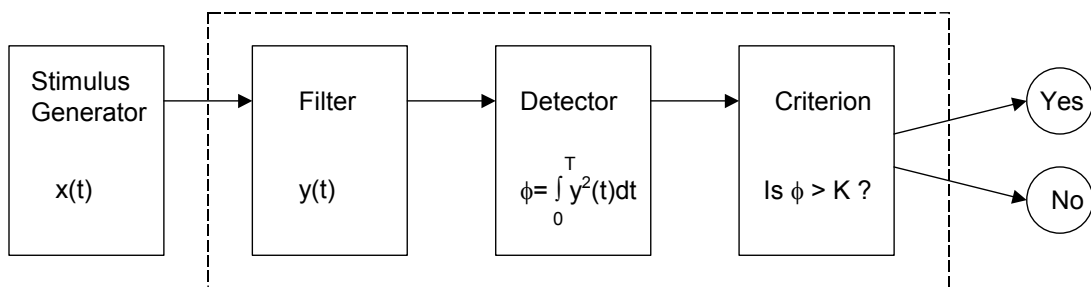 Stimulus
Generator
x(t)
Filter
y(t)
Detector
T
ϕ= ∫ y²(t)dt
0
Criterion
Is ϕ > K ?
Yes
No